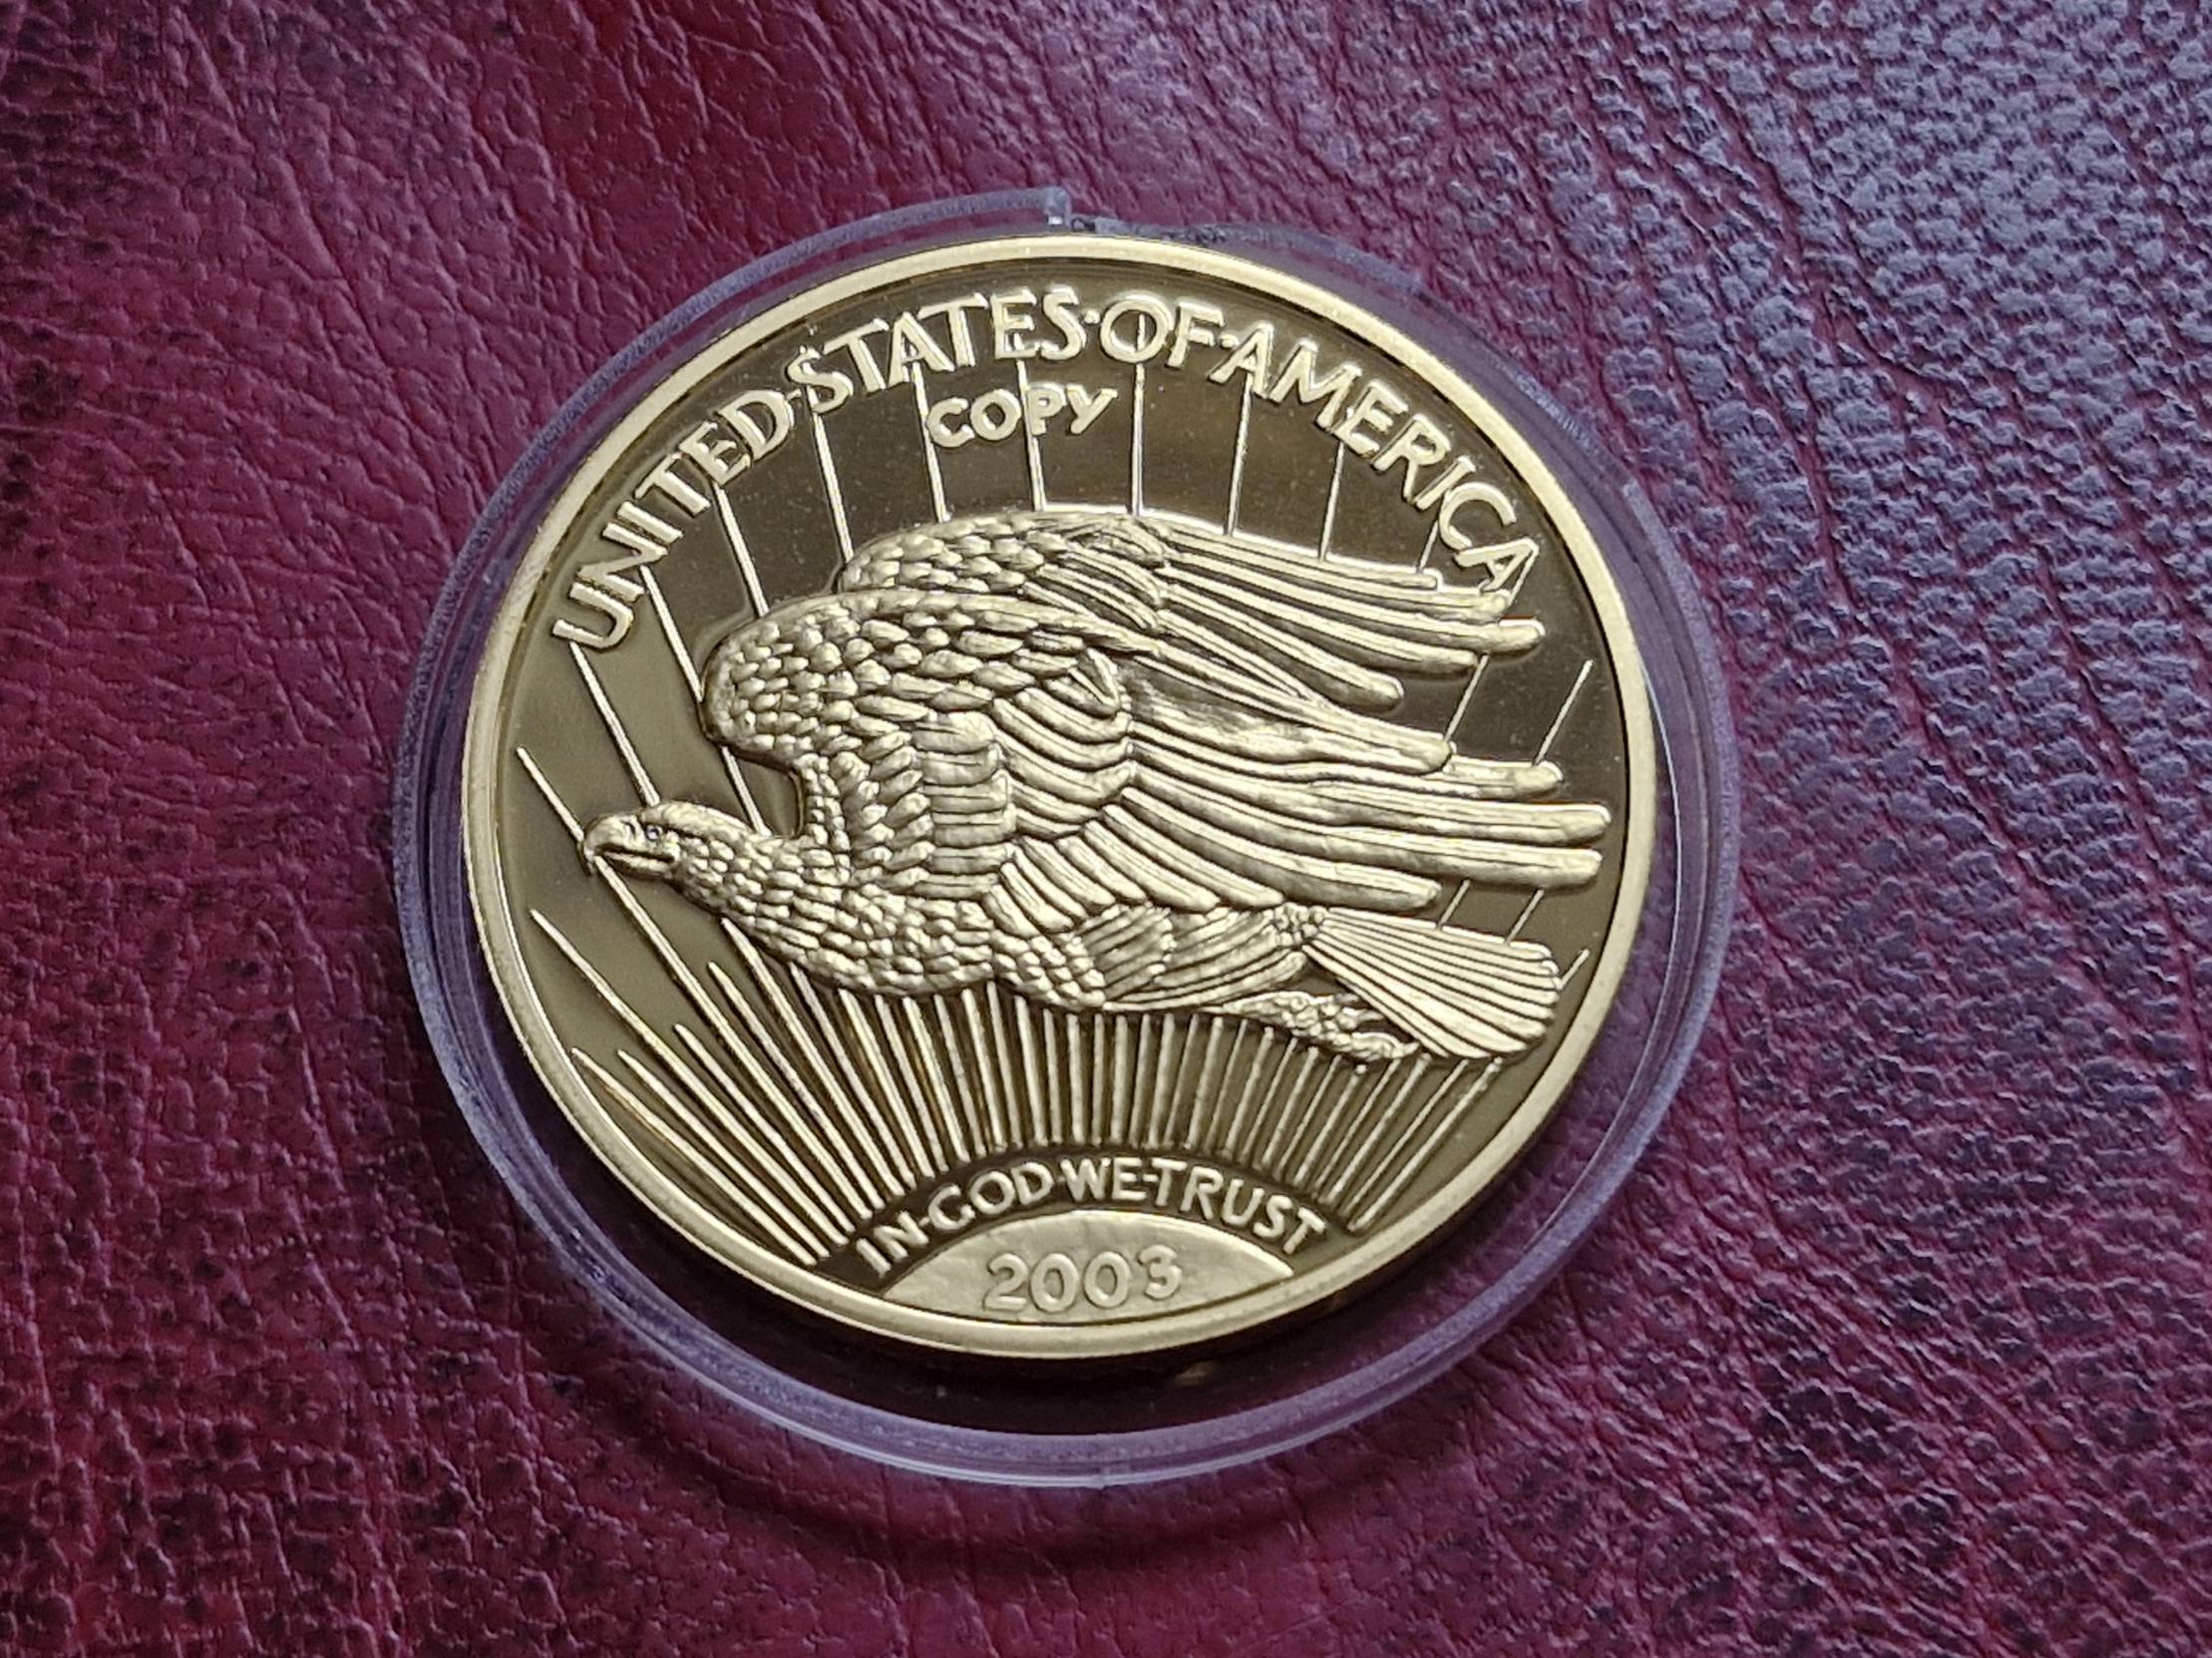 UNITED·STATES·OF·AMERICA
COPY
IN·GOD·WE·TRUST
2003